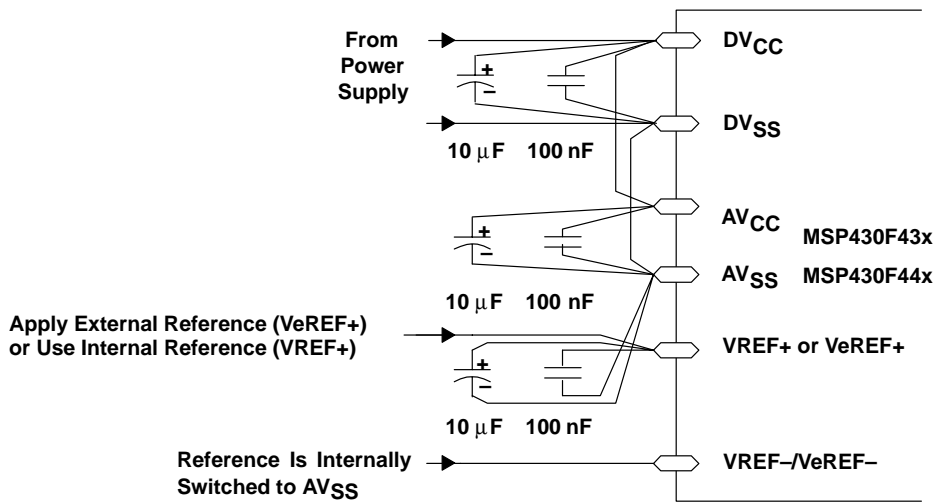 From
Power
Supply
DVCC
DVSS
+
–
10 μF 100 nF
AVCC
MSP430F43x
+
–
AVSS MSP430F44x
10 μF 100 nF
Apply External Reference (VeREF+)
or Use Internal Reference (VREF+)
VREF+ or VeREF+
+
–
10 μF 100 nF
Reference Is Internally
Switched to AVSS
VREF–/VeREF–